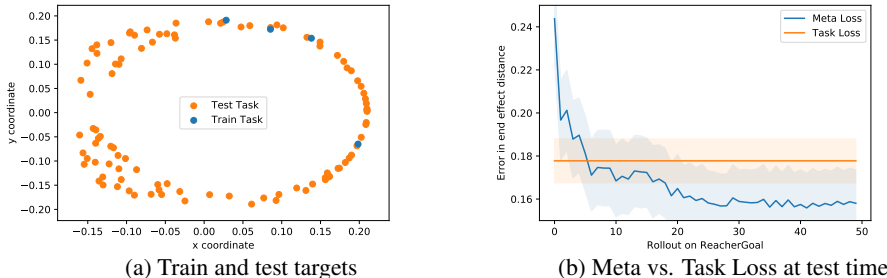 0.20
0.15
0.10
0.05
0.00
−0.05
−0.10
−0.15
−0.20
y coordinate
Test Task
Train Task
−0.15 −0.10 −0.05 0.00 0.05 0.10 0.15 0.20
x coordinate
(a) Train and test targets
0.24
0.22
0.20
0.18
0.16
Error in end effect distance
Meta Loss
Task Loss
0 10 20 30 40 50
Rollout on ReacherGoal
(b) Meta vs. Task Loss at test time